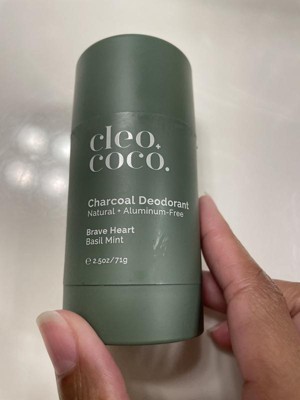 cleo+
coco.
Charcoal Deodorant
Natural + Aluminum-Free
Brave Heart
Basil Mint
℮ 2.5oz/71g